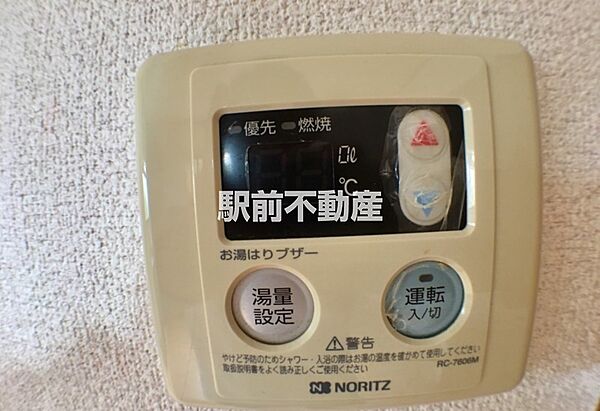 優先 燃焼
0ℓ
℃
駅前不動産
お湯はりブザー
湯量
設定
運転
入/切
⚠警告
やけど予防のためシャワー・入浴の際はお湯の温度を確かめて使用してください
取扱説明書をよく読み正しくご使用ください
RC-7606M
NORITZ